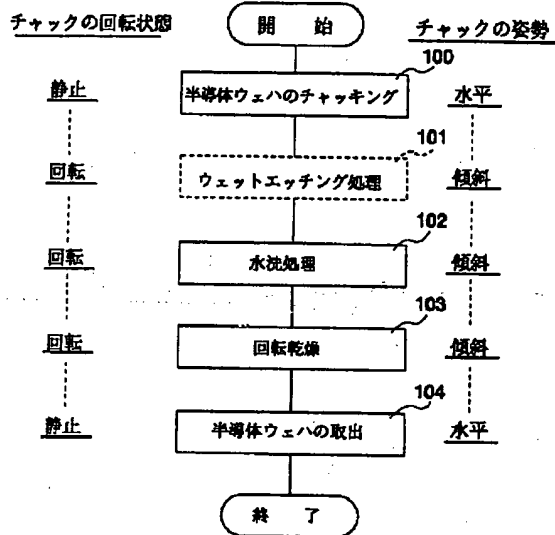 チャックの回転状態
開 始
チャックの姿勢
100
静止
半導体ウェハのチャッキング
水平
101
回転
ウェットエッチング処理
傾斜
102
回転
水洗処理
傾斜
103
回転
回転乾燥
傾斜
104
静止
半導体ウェハの取出
水平
終 了